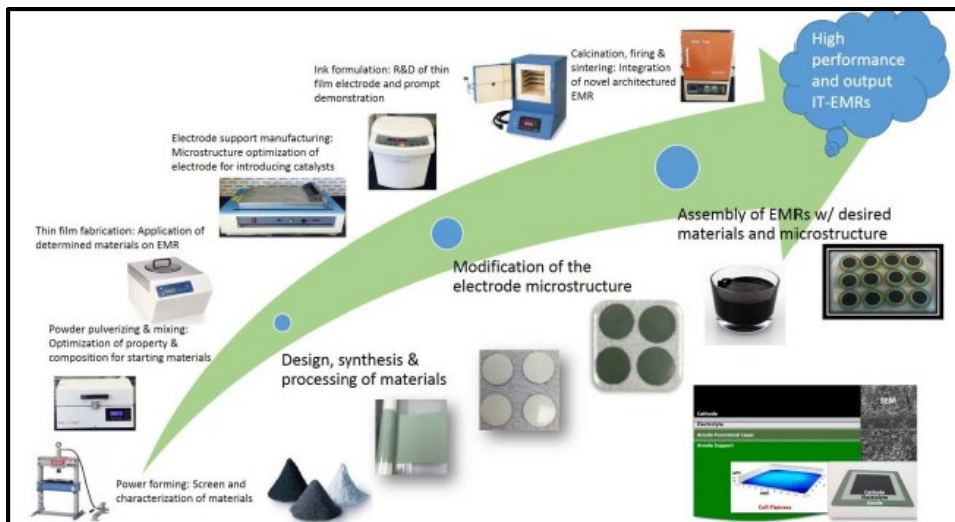 High
performance
and output
IT-EMRs
Calcination, firing &
sintering: Integration
of novel architectured
EMR
Ink formulation: R&D of thin
film electrode and prompt
demonstration
Electrode support manufacturing:
Microstructure optimization of
electrode for introducing catalysts
Thin film fabrication: Application of
determined materials on EMR
Powder pulverizing & mixing:
Optimization of property &
composition for starting materials
Power forming: Screen and
characterization of materials
Design, synthesis &
processing of materials
Modification of the
electrode microstructure
Assembly of EMRs w/ desired
materials and microstructure
Cathode
Electrolyte
Anode Functional Layer
Anode Support
SEM
Cell Flatness
Cathode
Electrolyte